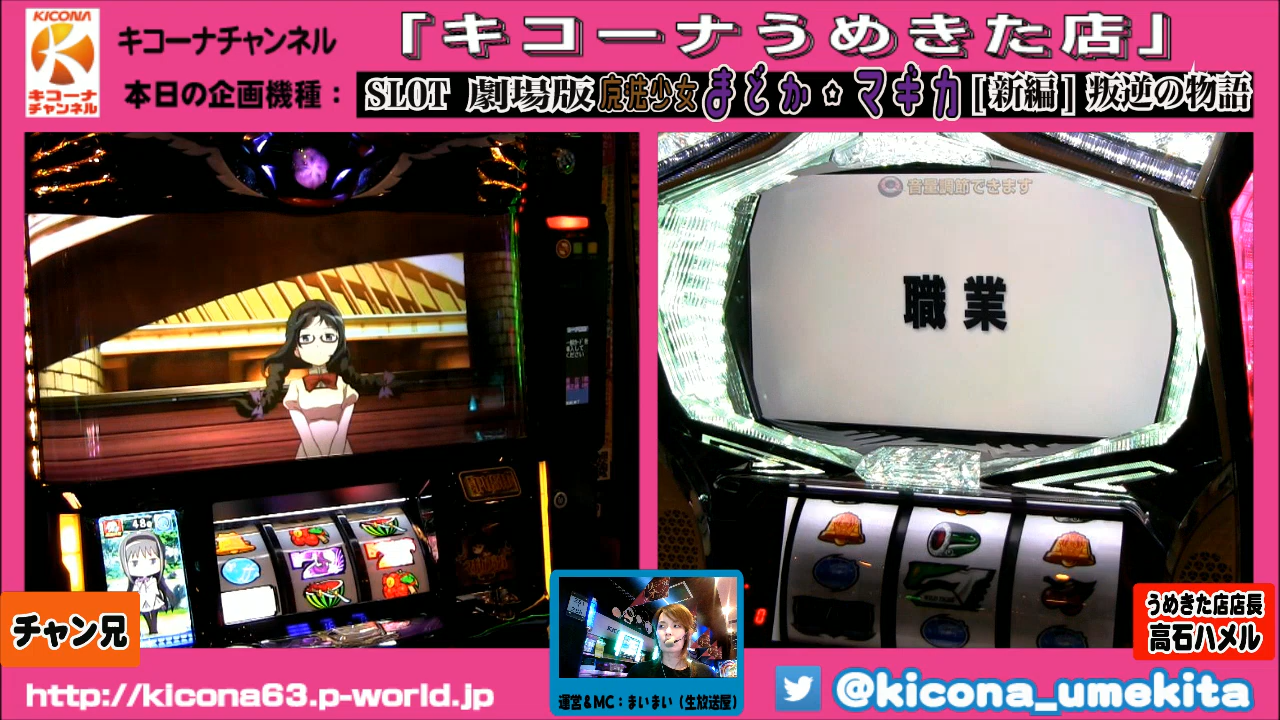 KICONA
キコーナ
チャンネル
キコーナチャンネル
「キコーナうめきた店」
本日の企画機種：
SLOT 劇場版魔法少女まどか☆マギカ[新編]叛逆の物語
音量調節できます
職業
48
チャン兄
うめきた店店長
高石ハメル
運営&MC：まいまい（生放送屋）
http://kicona63.p-world.jp
@kicona_umekita